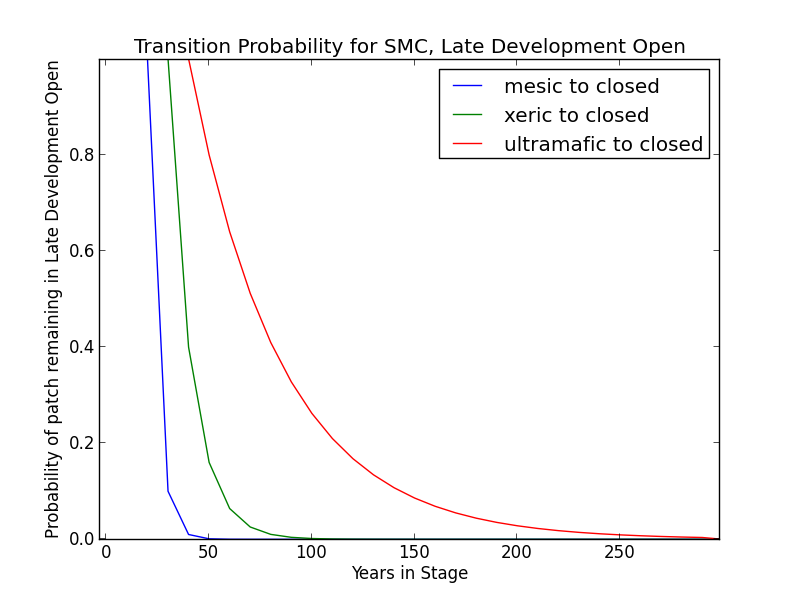 Transition Probability for SMC, Late Development Open
Probability of patch remaining in Late Development Open
mesic to closed
xeric to closed
ultramafic to closed
0.8
0.6
0.4
0.2
0.0
0 50 100 150 200 250
Years in Stage